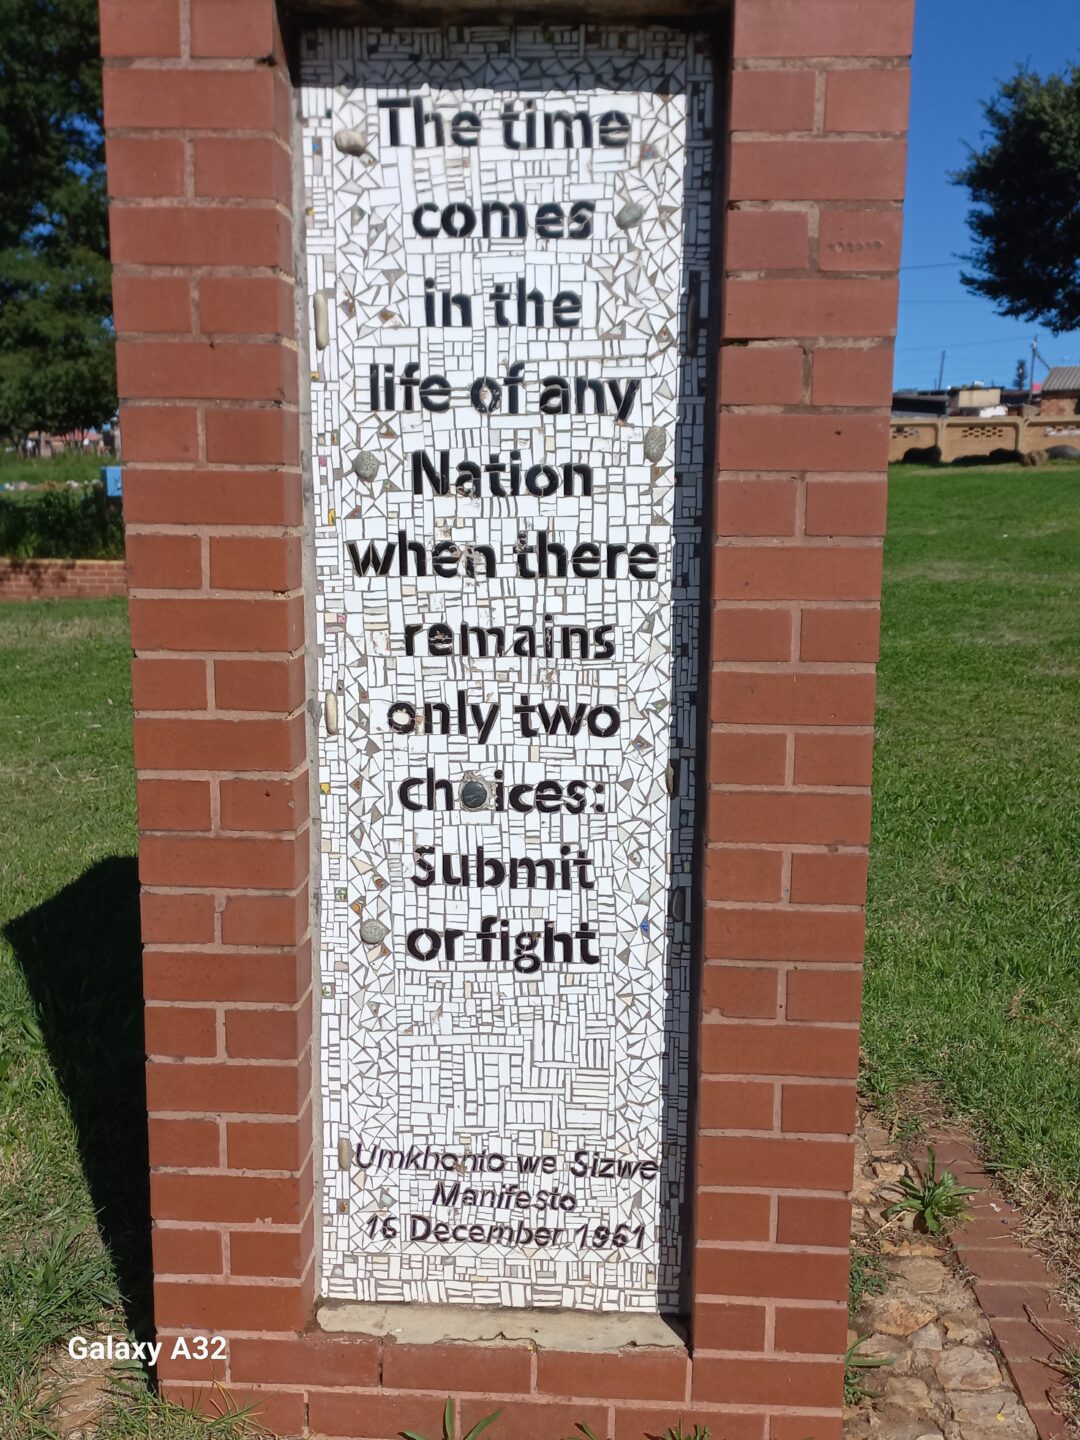 The time
comes
in the
life of any
Nation
when there
remains
only two
choices:
Submit
or fight
Umkhonto we Sizwe
Manifesto
16 December 1961
Galaxy A32